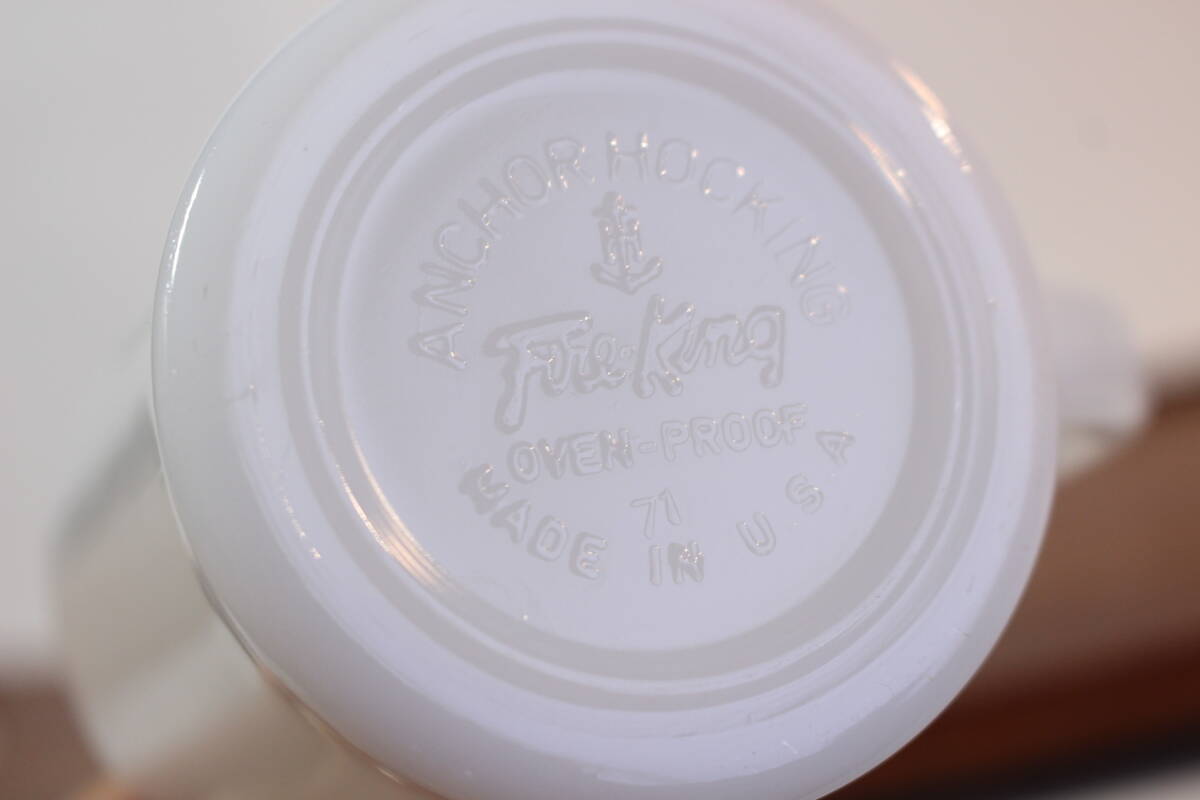 ANCHOR HOCKING
Fire-King
OVEN-PROOF
71
MADE IN U S A